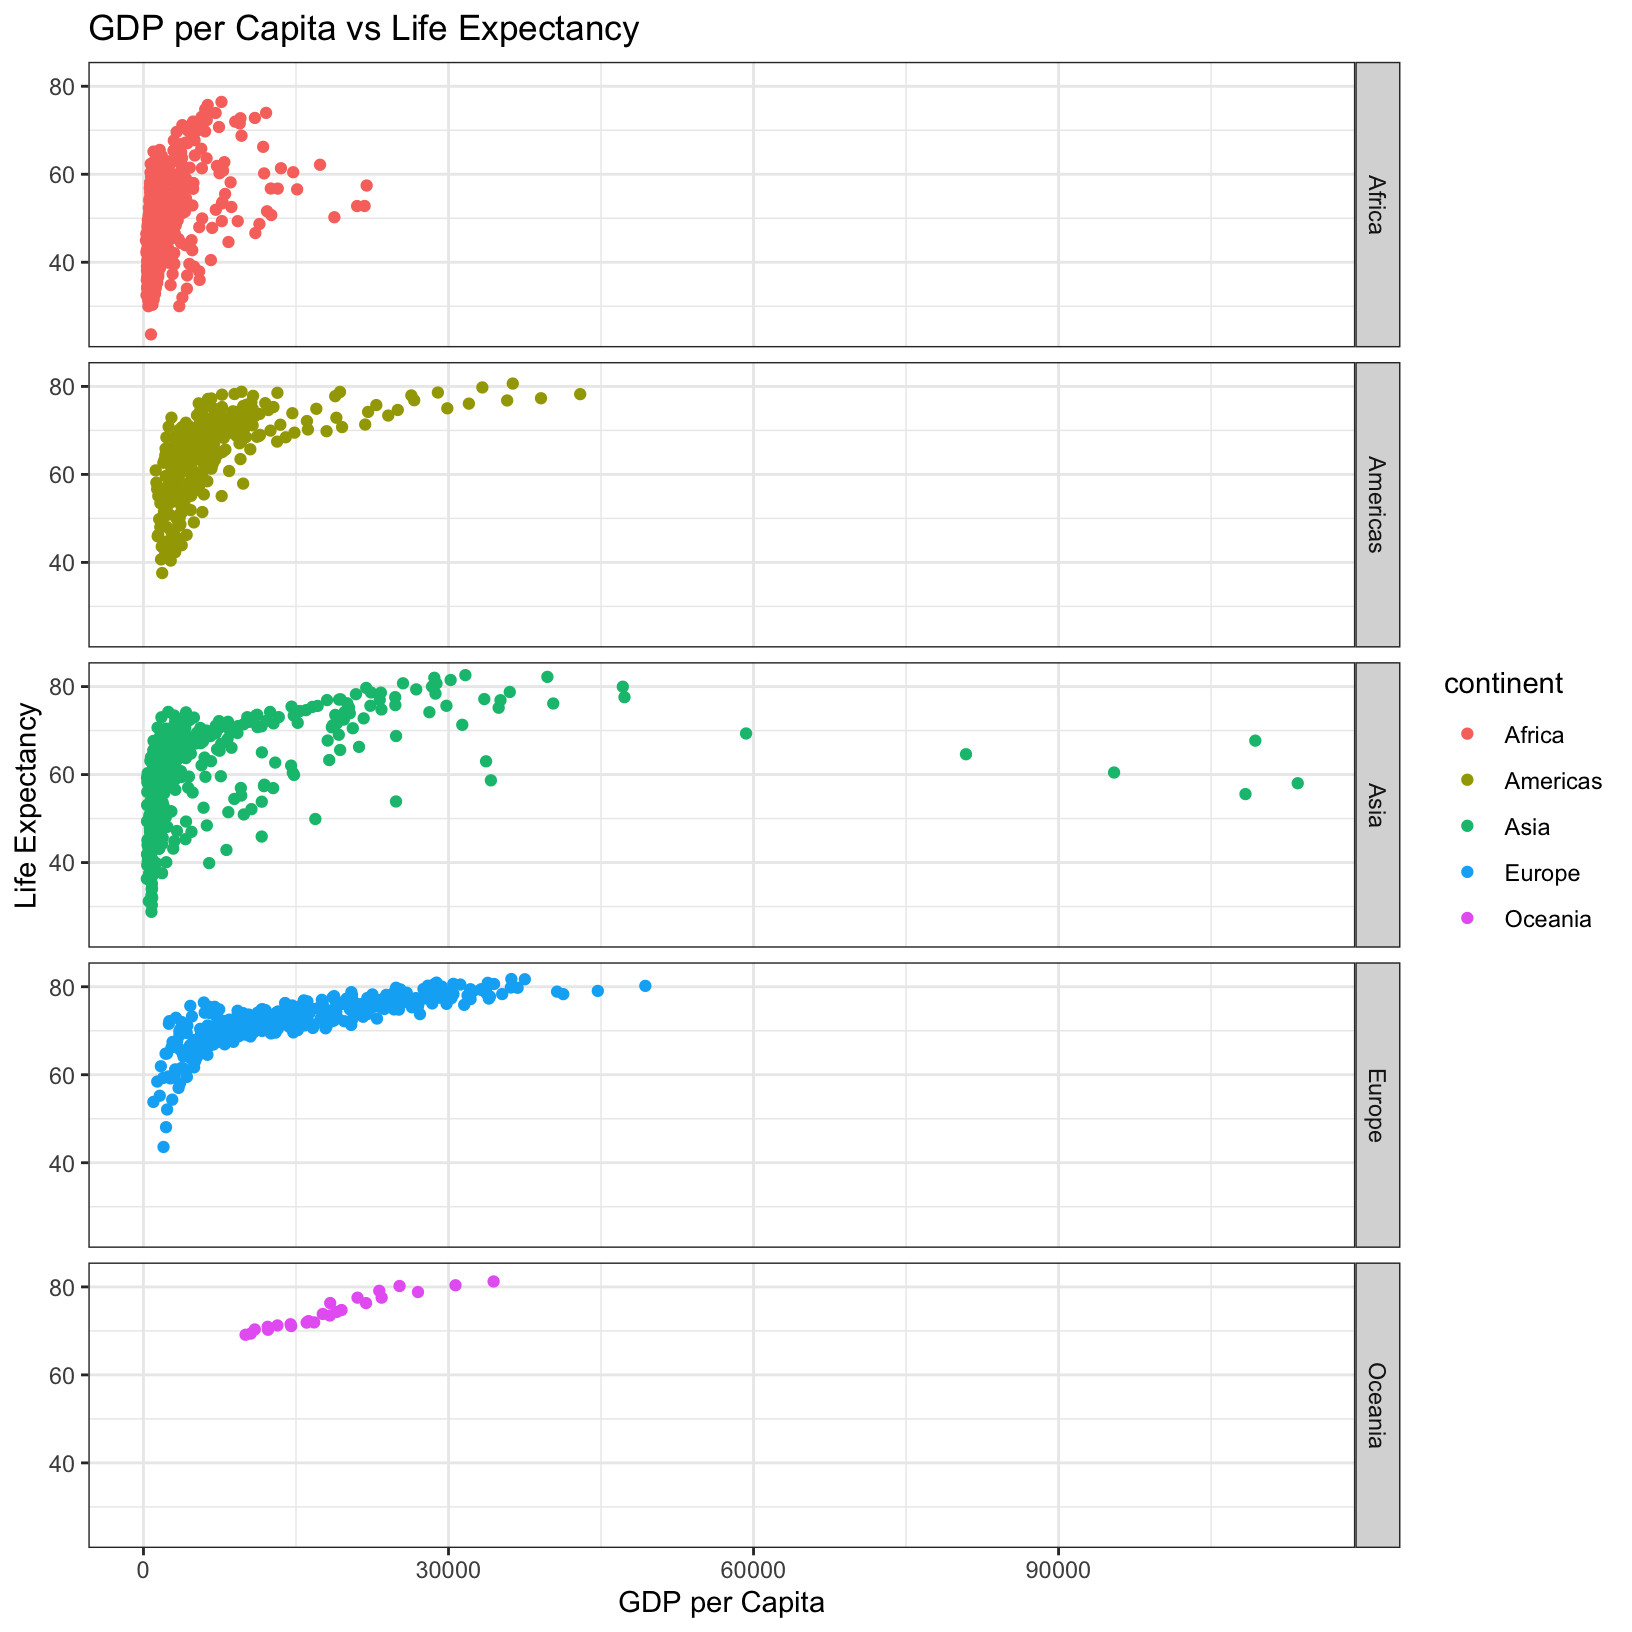 GDP per Capita vs Life Expectancy
80
60
40
Africa
80
60
40
Americas
80
60
40
Asia
80
60
40
Europe
80
60
40
Oceania
0 30000 60000 90000
GDP per Capita
Life Expectancy
continent
Africa
Americas
Asia
Europe
Oceania